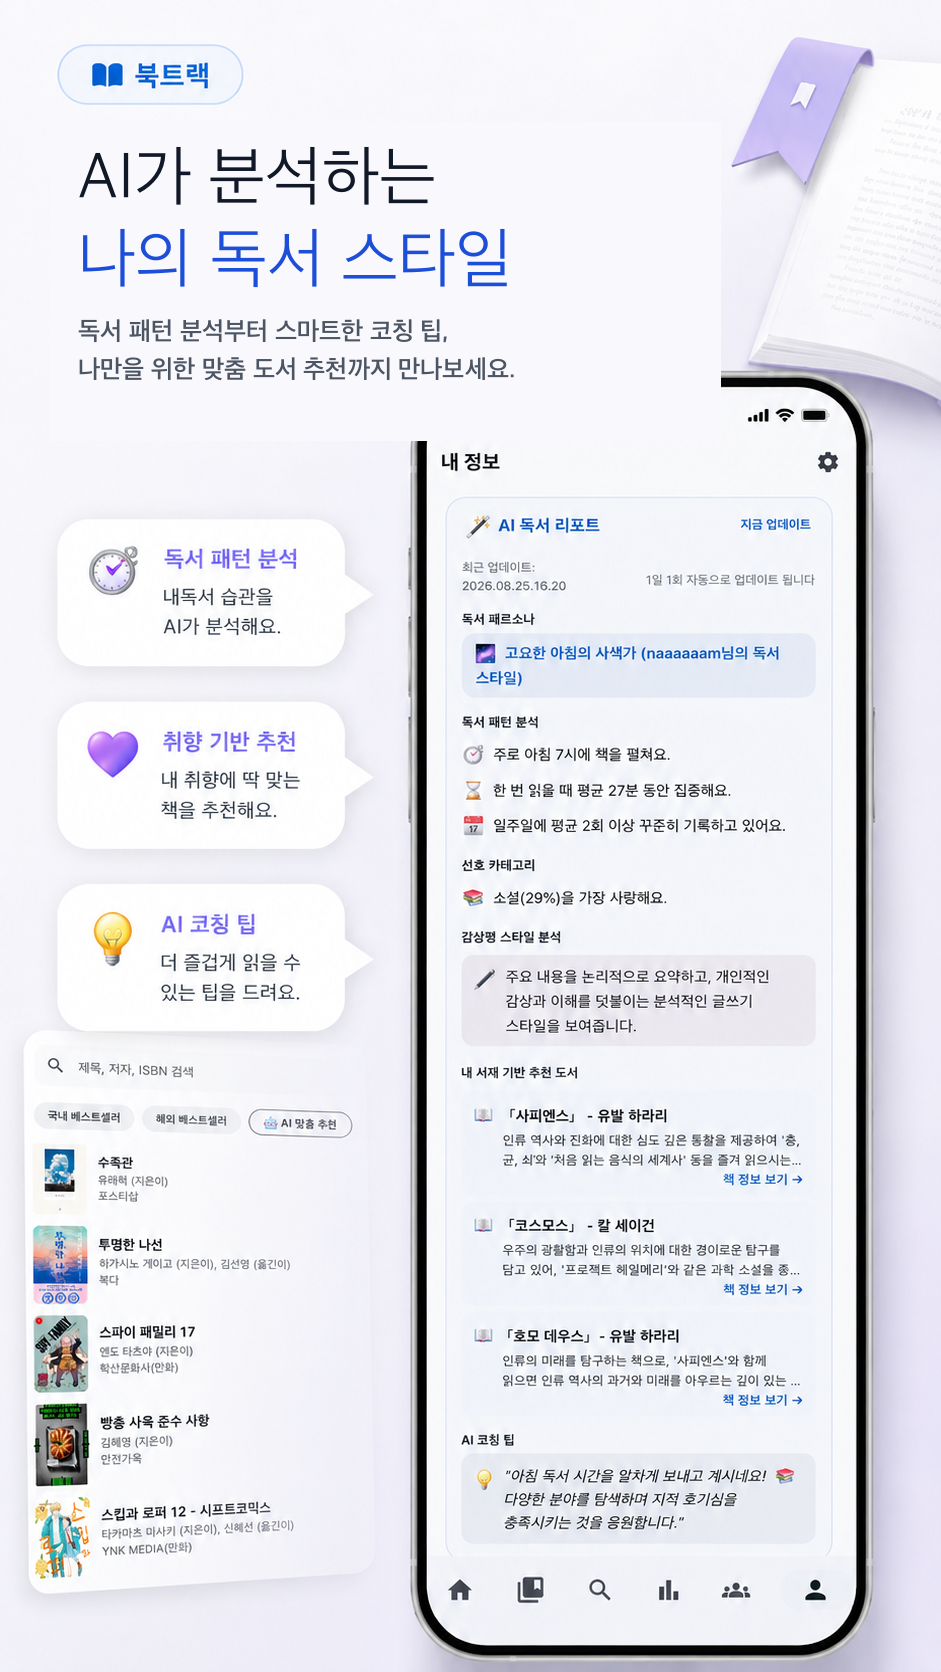 북트랙
AI가 분석하는
나의 독서 스타일
독서 패턴 분석부터 스마트한 코칭 팁,
나만을 위한 맞춤 도서 추천까지 만나보세요.
독서 패턴 분석
내독서 습관을
AI가 분석해요.
취향 기반 추천
내 취향에 딱 맞는
책을 추천해요.
AI 코칭 팁
더 즐겁게 읽을 수
있는 팁을 드려요.
제목, 저자, ISBN 검색
국내 베스트셀러
해외 베스트셀러
AI 맞춤 추천
수족관
유래혁 (지은이)
포스티삽
투명한 나선
하가시노 게이고 (지은이), 김선영 (옮긴이)
복다
스파이 패밀리 17
엔도 타츠야 (지은이)
학산문화사(만화)
빵충 사욱 준수 사항
김혜영 (지은이)
안전가옥
스킵과 로퍼 12 - 시프트코믹스
타카마츠 미사키 (지은이), 신혜선 (옮긴이)
YNK MEDIA(만화)
내 정보
AI 독서 리포트
지금 업데이트
최근 업데이트:
2026.08.25.16.20
1일 1회 자동으로 업데이트 됩니다
독서 페르소나
고요한 아침의 사색가 (naaaaaam님의 독서
스타일)
독서 패턴 분석
주로 아침 7시에 책을 펼쳐요.
한 번 읽을 때 평균 27분 동안 집중해요.
17
일주일에 평균 2회 이상 꾸준히 기록하고 있어요.
선호 카테고리
소설(29%)을 가장 사랑해요.
감상평 스타일 분석
주요 내용을 논리적으로 요약하고, 개인적인
감상과 이해를 덧붙이는 분석적인 글쓰기
스타일을 보여줍니다.
내 서재 기반 추천 도서
「사피엔스」 - 유발 하라리
인류 역사와 진화에 대한 심도 깊은 통찰을 제공하여 '총,
균, 쇠'와 '처음 읽는 음식의 세계사' 동을 즐겨 읽으시는...
책 정보 보기 →
「코스모스」 - 칼 세이건
우주의 광활함과 인류의 위치에 대한 경이로운 탐구를
담고 있어, '프로젝트 헤일메리'와 같은 과학 소설을 종...
책 정보 보기 →
「호모 데우스」 - 유발 하라리
인류의 미래를 탐구하는 책으로, '사피엔스'와 함께
읽으면 인류 역사의 과거와 미래를 아우르는 깊이 있는 ...
책 정보 보기 →
AI 코칭 팁
"아침 독서 시간을 알차게 보내고 계시네요!
다양한 분야를 탐색하며 지적 호기심을
충족시키는 것을 응원합니다."